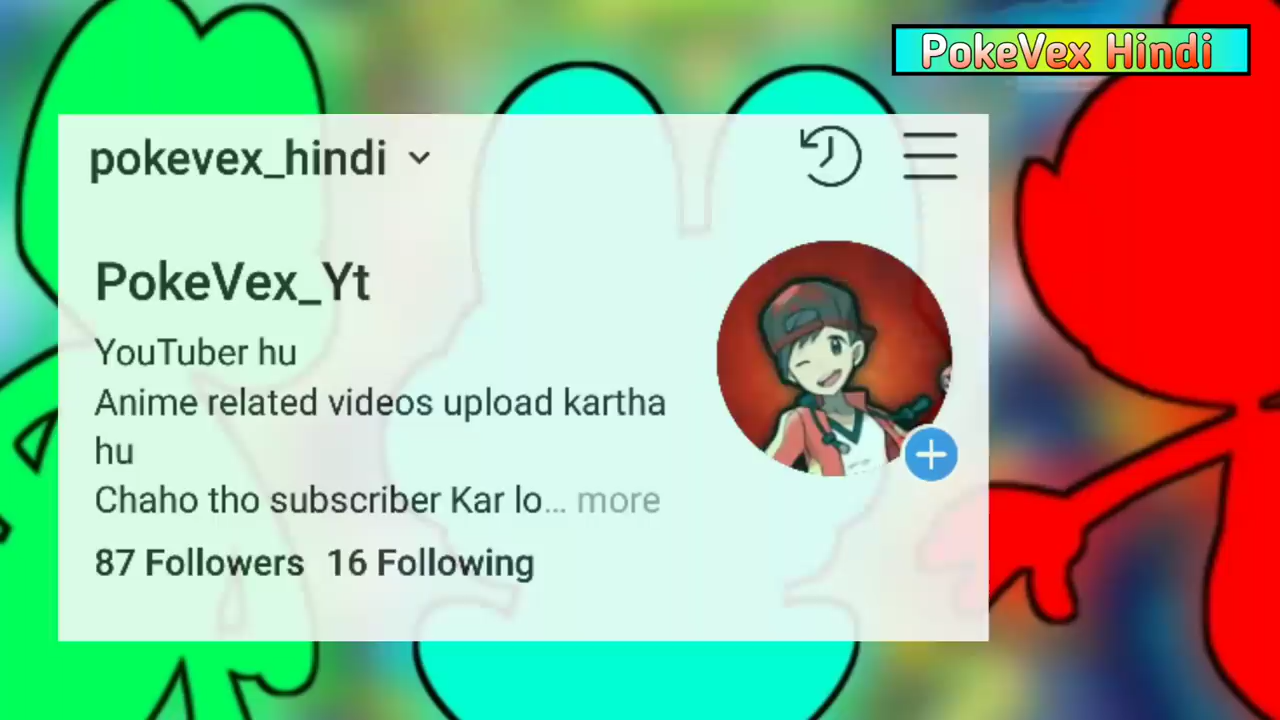 PokeVex Hindi
pokevex_hindi
PokeVex_Yt
YouTuber hu
Anime related videos upload kartha
hu
Chaho tho subscriber Kar lo... more
87 Followers 16 Following